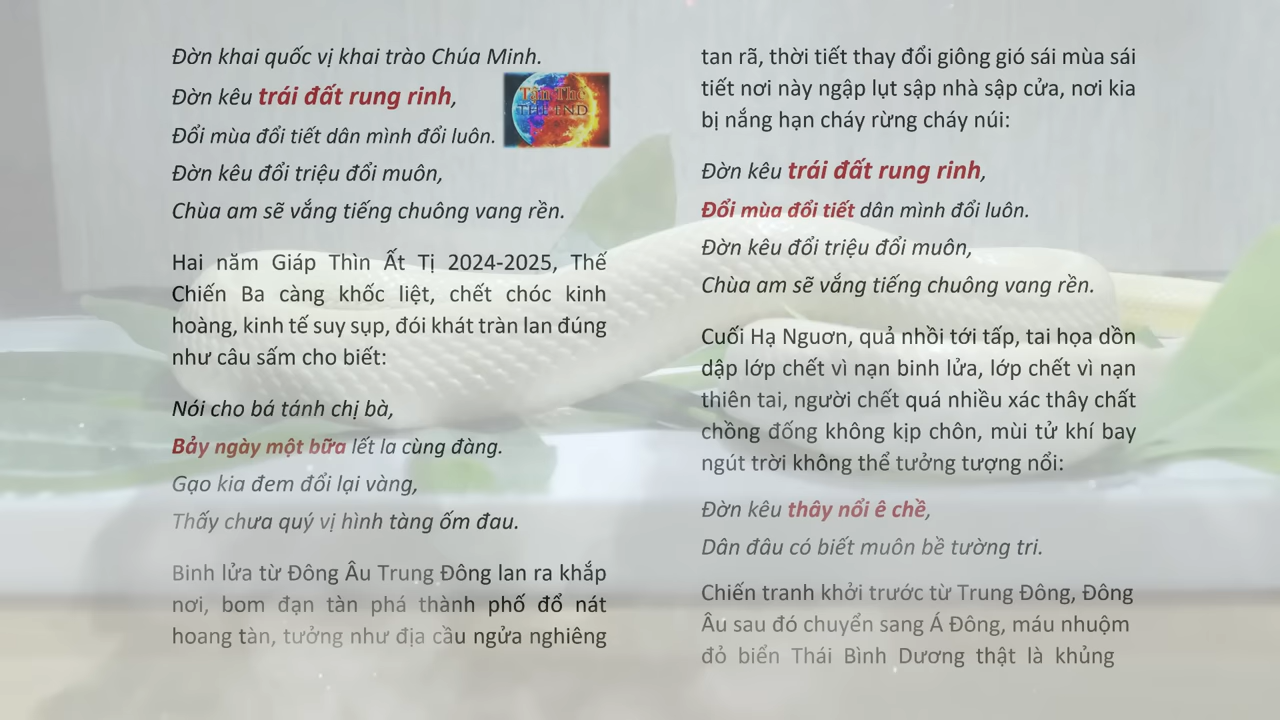 Đờn khai quốc vị khai trào Chúa Minh.
Đờn kêu trái đất rung rinh,
Đổi mùa đổi tiết dân mình đổi luôn.
Đờn kêu đổi triệu đổi muôn,
Chùa am sẽ vắng tiếng chuông vang rền.
Tận Thế
THE END
Hai năm Giáp Thìn Ất Tị 2024-2025, Thế
Chiến Ba càng khốc liệt, chết chóc kinh
hoàng, kinh tế suy sụp, đói khát tràn lan đúng
như câu sấm cho biết:
Nói cho bá tánh chị bà,
Bảy ngày một bữa lết la cùng đàng.
Gạo kia đem đổi lại vàng,
Thấy chưa quý vị hình tàng ốm đau.
Binh lửa từ Đông Âu Trung Đông lan ra khắp
nơi, bom đạn tàn phá thành phố đổ nát
hoang tàn, tưởng như địa cầu ngửa nghiêng
tan rã, thời tiết thay đổi giông gió sái mùa sái
tiết nơi này ngập lụt sập nhà sập cửa, nơi kia
bị nắng hạn cháy rừng cháy núi:
Đờn kêu trái đất rung rinh,
Đổi mùa đổi tiết dân mình đổi luôn.
Đờn kêu đổi triệu đổi muôn,
Chùa am sẽ vắng tiếng chuông vang rền.
Cuối Hạ Nguơn, quả nhồi tới tấp, tai họa dồn
dập lớp chết vì nạn binh lửa, lớp chết vì nạn
thiên tai, người chết quá nhiều xác thây chất
chồng đống không kịp chôn, mùi tử khí bay
ngút trời không thể tưởng tượng nổi:
Đờn kêu thây nổi ê chề,
Dân đâu có biết muôn bề tường tri.
Chiến tranh khởi trước từ Trung Đông, Đông
Âu sau đó chuyển sang Á Đông, máu nhuộm
đỏ biển Thái Bình Dương thật là khủng